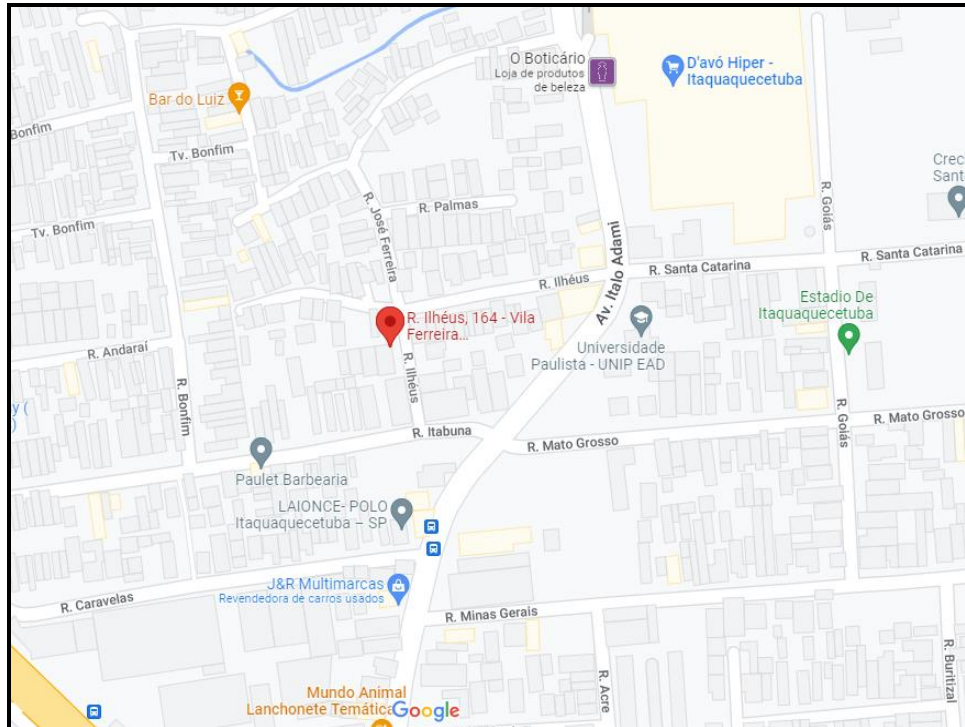 O Boticário
Loja de produtos
de beleza
D'avó Hiper -
Itaquaquecetuba
Bar do Luiz
Bonfim
Tv. Bonfim
Crec
Sant
R. José Ferreira
R. Palmas
R. Goiás
Tv. Bonfim
Av. Italo Adami
R. Ilhéus
R. Santa Catarina
R. Santa Catarina
Estadio De
Itaquaquecetuba
R. Ilhéus, 164 - Vila
Ferreira...
R. Andaraí
Universidade
Paulista - UNIP EAD
R. Bonfim
R. Ilhéus
R. Goiás
y (
)
R. Itabuna
R. Mato Grosso
R. Mato Grosso
Paulet Barbearia
LAIONCE- POLO
Itaquaquecetuba – SP
J&R Multimarcas
Revendedora de carros usados
R. Caravelas
R. Minas Gerais
R. Acre
R. Buritizal
Mundo Animal
Lanchonete Temática
Google